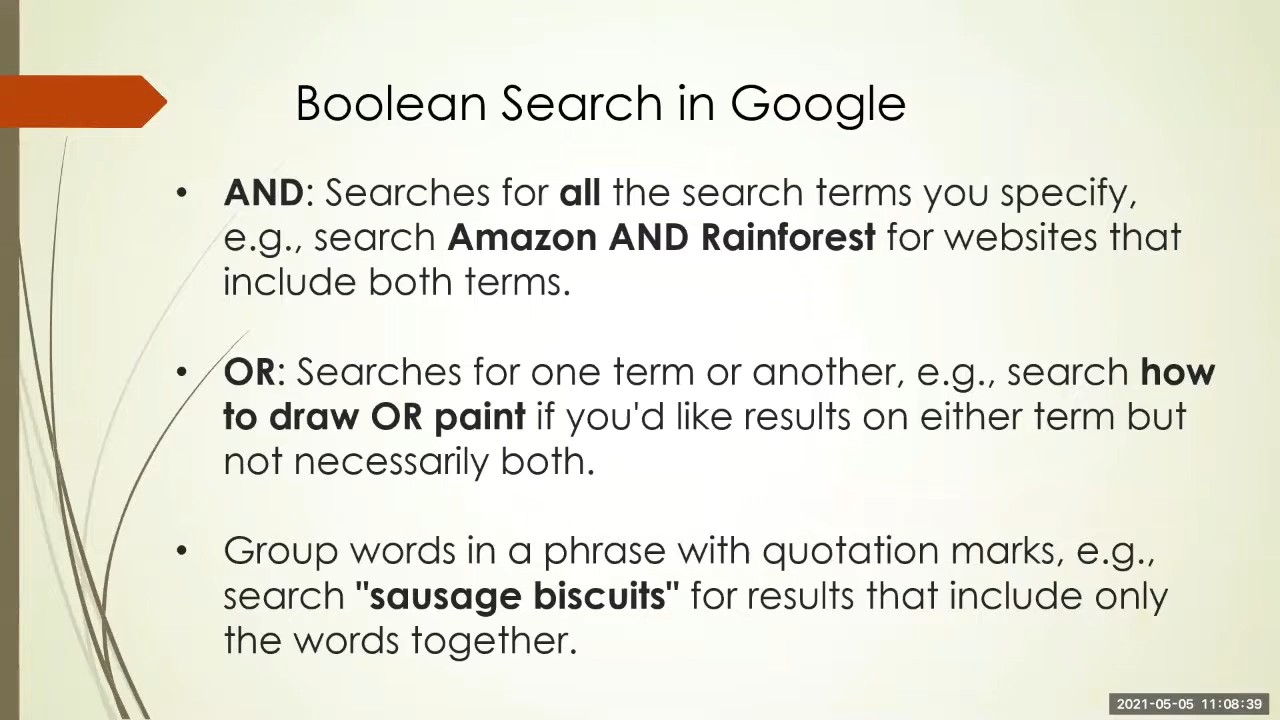 Boolean Search in Google
• AND: Searches for all the search terms you specify,
e.g., search Amazon AND Rainforest for websites that
include both terms.
• OR: Searches for one term or another, e.g., search how
to draw OR paint if you'd like results on either term but
not necessarily both.
• Group words in a phrase with quotation marks, e.g.,
search "sausage biscuits" for results that include only
the words together.
2021-05-05 11:08:39